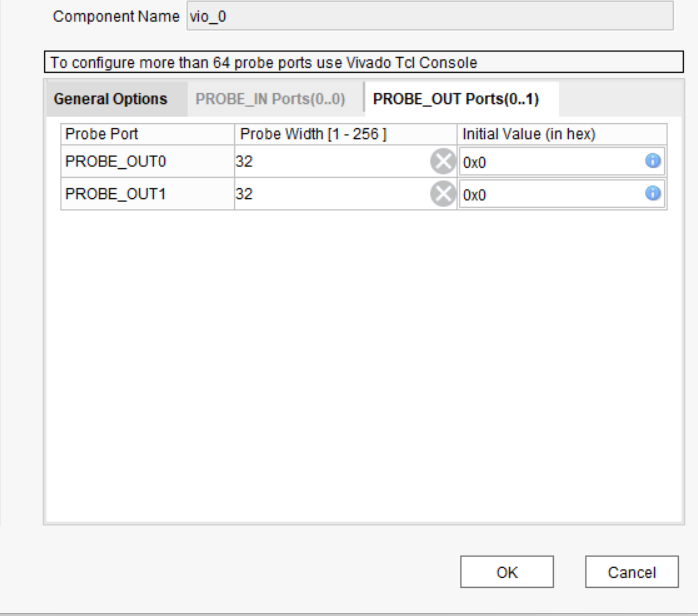 Component Name vio_0
To configure more than 64 probe ports use Vivado Tcl Console
General Options PROBE_IN Ports(0..0) PROBE_OUT Ports(0..1)
Probe Port Probe Width [1 - 256 ] Initial Value (in hex)
PROBE_OUT0 32 0x0
PROBE_OUT1 32 0x0
OK Cancel